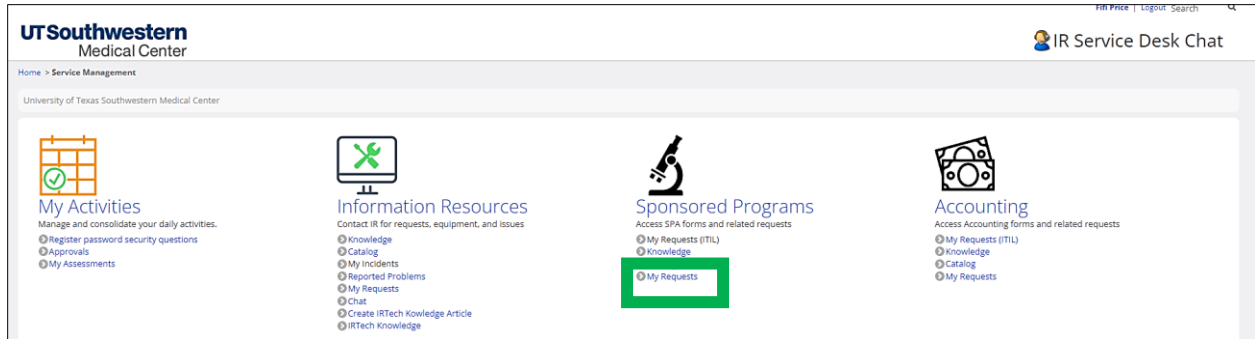 Fifi Price | Logout Search
UTSouthwestern
Medical Center
IR Service Desk Chat
Home > Service Management
University of Texas Southwestern Medical Center
My Activities
Manage and consolidate your daily activities.
Register password security questions
Approvals
My Assessments
Information Resources
Contact IR for requests, equipment, and issues
Knowledge
Catalog
My Incidents
Reported Problems
My Requests
Chat
Create IRTech Kowledge Article
IRTech Knowledge
Sponsored Programs
Access SPA forms and related requests
My Requests (ITIL)
Knowledge
My Requests
Accounting
Access Accounting forms and related requests
My Requests (ITIL)
Knowledge
Catalog
My Requests